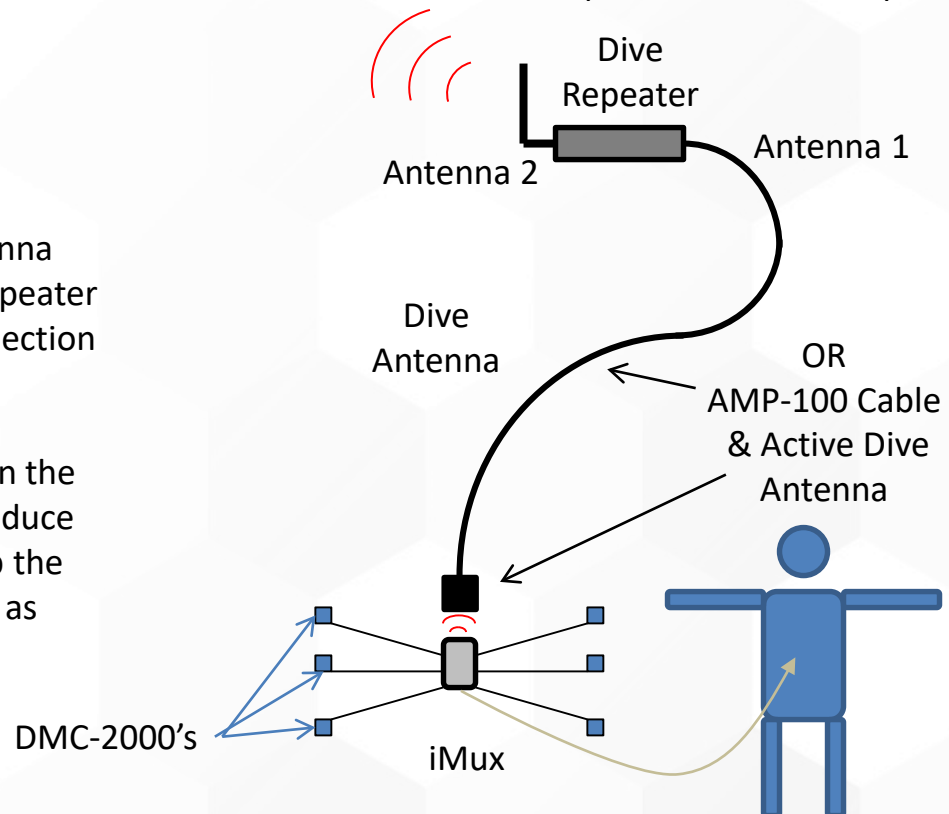 Dive
Repeater
Antenna 1
Antenna 2
nna
peater
ection
Dive
Antenna
OR
AMP-100 Cable
& Active Dive
Antenna
n the
duce
o the
as
DMC-2000's
iMux